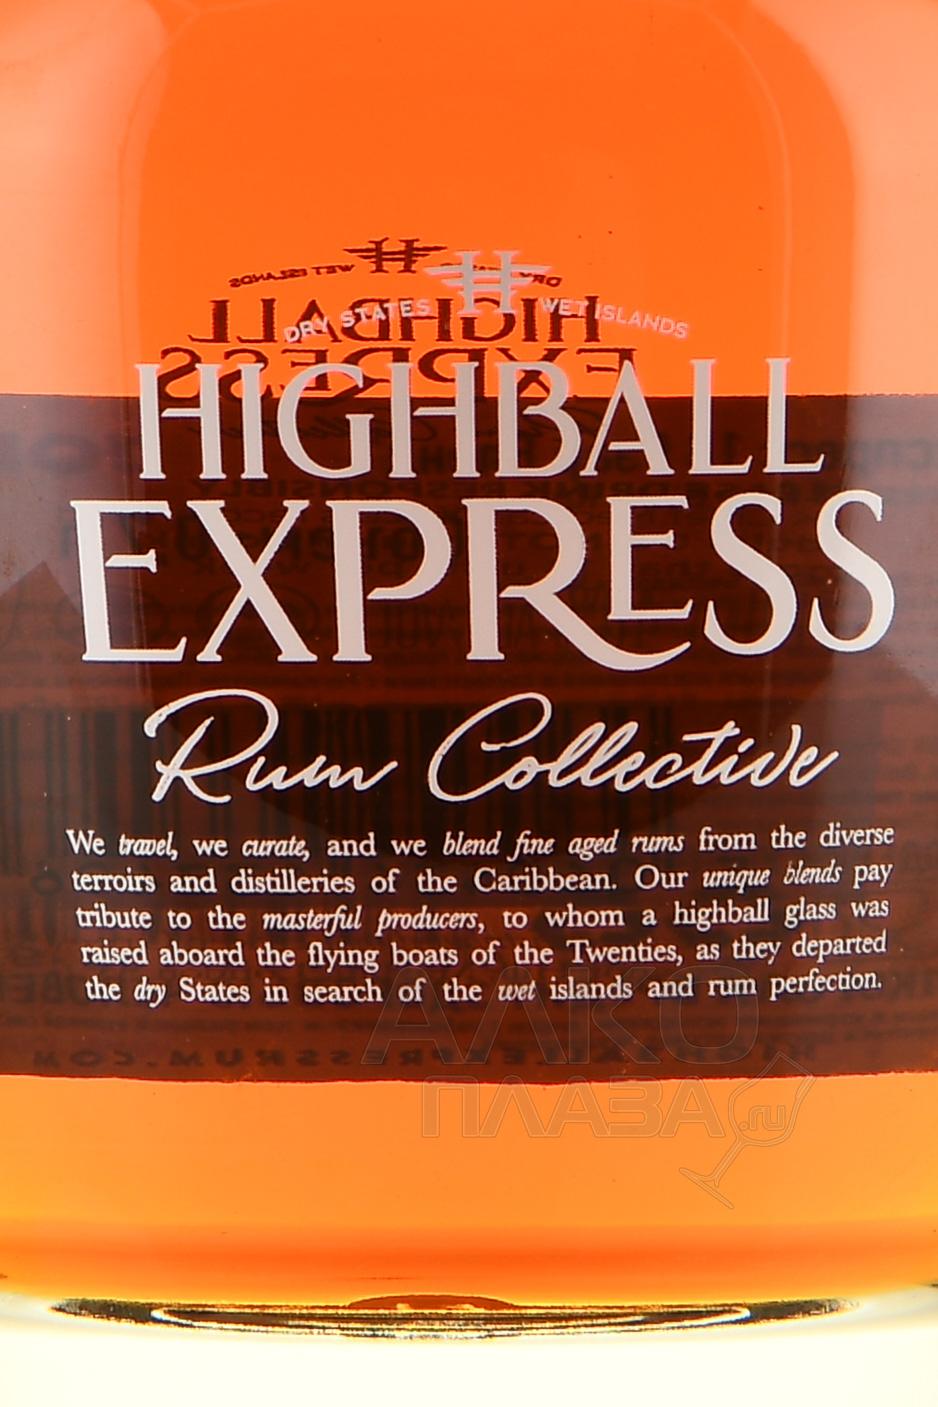 DRY STATES H WET ISLANDS
HIGHBALL
EXPRESS
Rum Collective
We travel, we curate, and we blend fine aged rums from the diverse
terroirs and distilleries of the Caribbean. Our unique blends pay
tribute to the masterful producers, to whom a highball glass was
raised aboard the flying boats of the Twenties, as they departed
the dry States in search of the wet islands and rum perfection.
HIGHBALLEXPRESSRUM.COM
АЛКО
ПЛАЗА.ru